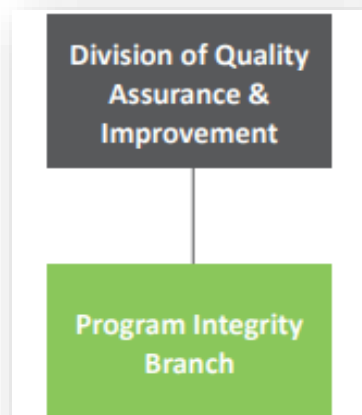 Division of Quality
Assurance &
Improvement
Program Integrity
Branch